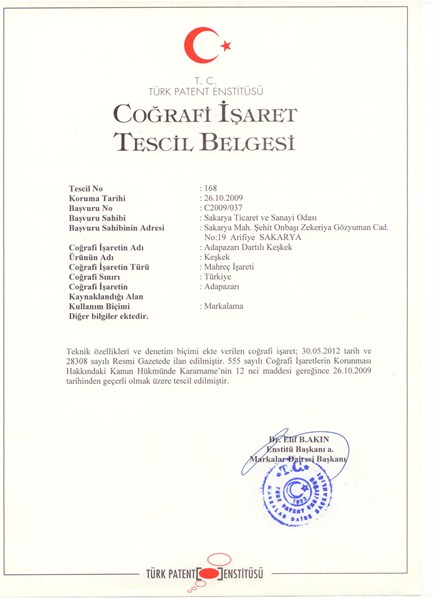 T. C.
TÜRK PATENT ENSTİTÜSÜ
COĞRAFİ İŞARET
TESCİL BELGESİ
Tescil No : 168
Koruma Tarihi : 26.10.2009
Başvuru No : C2009/037
Başvuru Sahibi : Sakarya Ticaret ve Sanayi Odası
Başvuru Sahibinin Adresi : Sakarya Mah. Şehit Onbaşı Zekeriya Gözyuman Cad.
No:19 Arifiye SAKARYA
Coğrafi İşaretin Adı : Adapazarı Dartılı Keşkek
Ürünün Adı : Keşkek
Coğrafi İşaretin Türü : Mahreç İşareti
Coğrafi Sınırı : Türkiye
Coğrafi İşaretin : Adapazarı
Kaynaklandığı Alan
Kullanım Biçimi : Markalama
Diğer bilgiler ektedir.
Teknik özellikleri ve denetim biçimi ekte verilen coğrafi işaret; 30.05.2012 tarih ve
28308 sayılı Resmi Gazetede ilan edilmiştir. 555 sayılı Coğrafi İşaretlerin Korunması
Hakkındaki Kanun Hükmünde Kararname'nin 12 nci maddesi gereğince 26.10.2009
tarihinden geçerli olmak üzere tescil edilmiştir.
Dr. Elif B.AKIN
Enstitü Başkanı a.
Markalar Dairesi Başkanı
T.C.
TÜRK PATENT ENSTİTÜSÜ
TÜRK PATENT ENSTİTÜSÜ